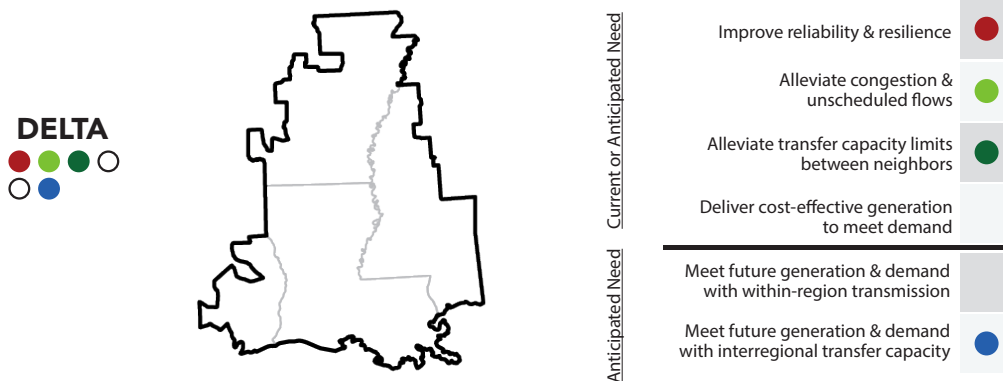 DELTA
Current or Anticipated Need
Improve reliability & resilience
Alleviate congestion &
unscheduled flows
Alleviate transfer capacity limits
between neighbors
Deliver cost-effective generation
to meet demand
Anticipated Need
Meet future generation & demand
with within-region transmission
Meet future generation & demand
with interregional transfer capacity